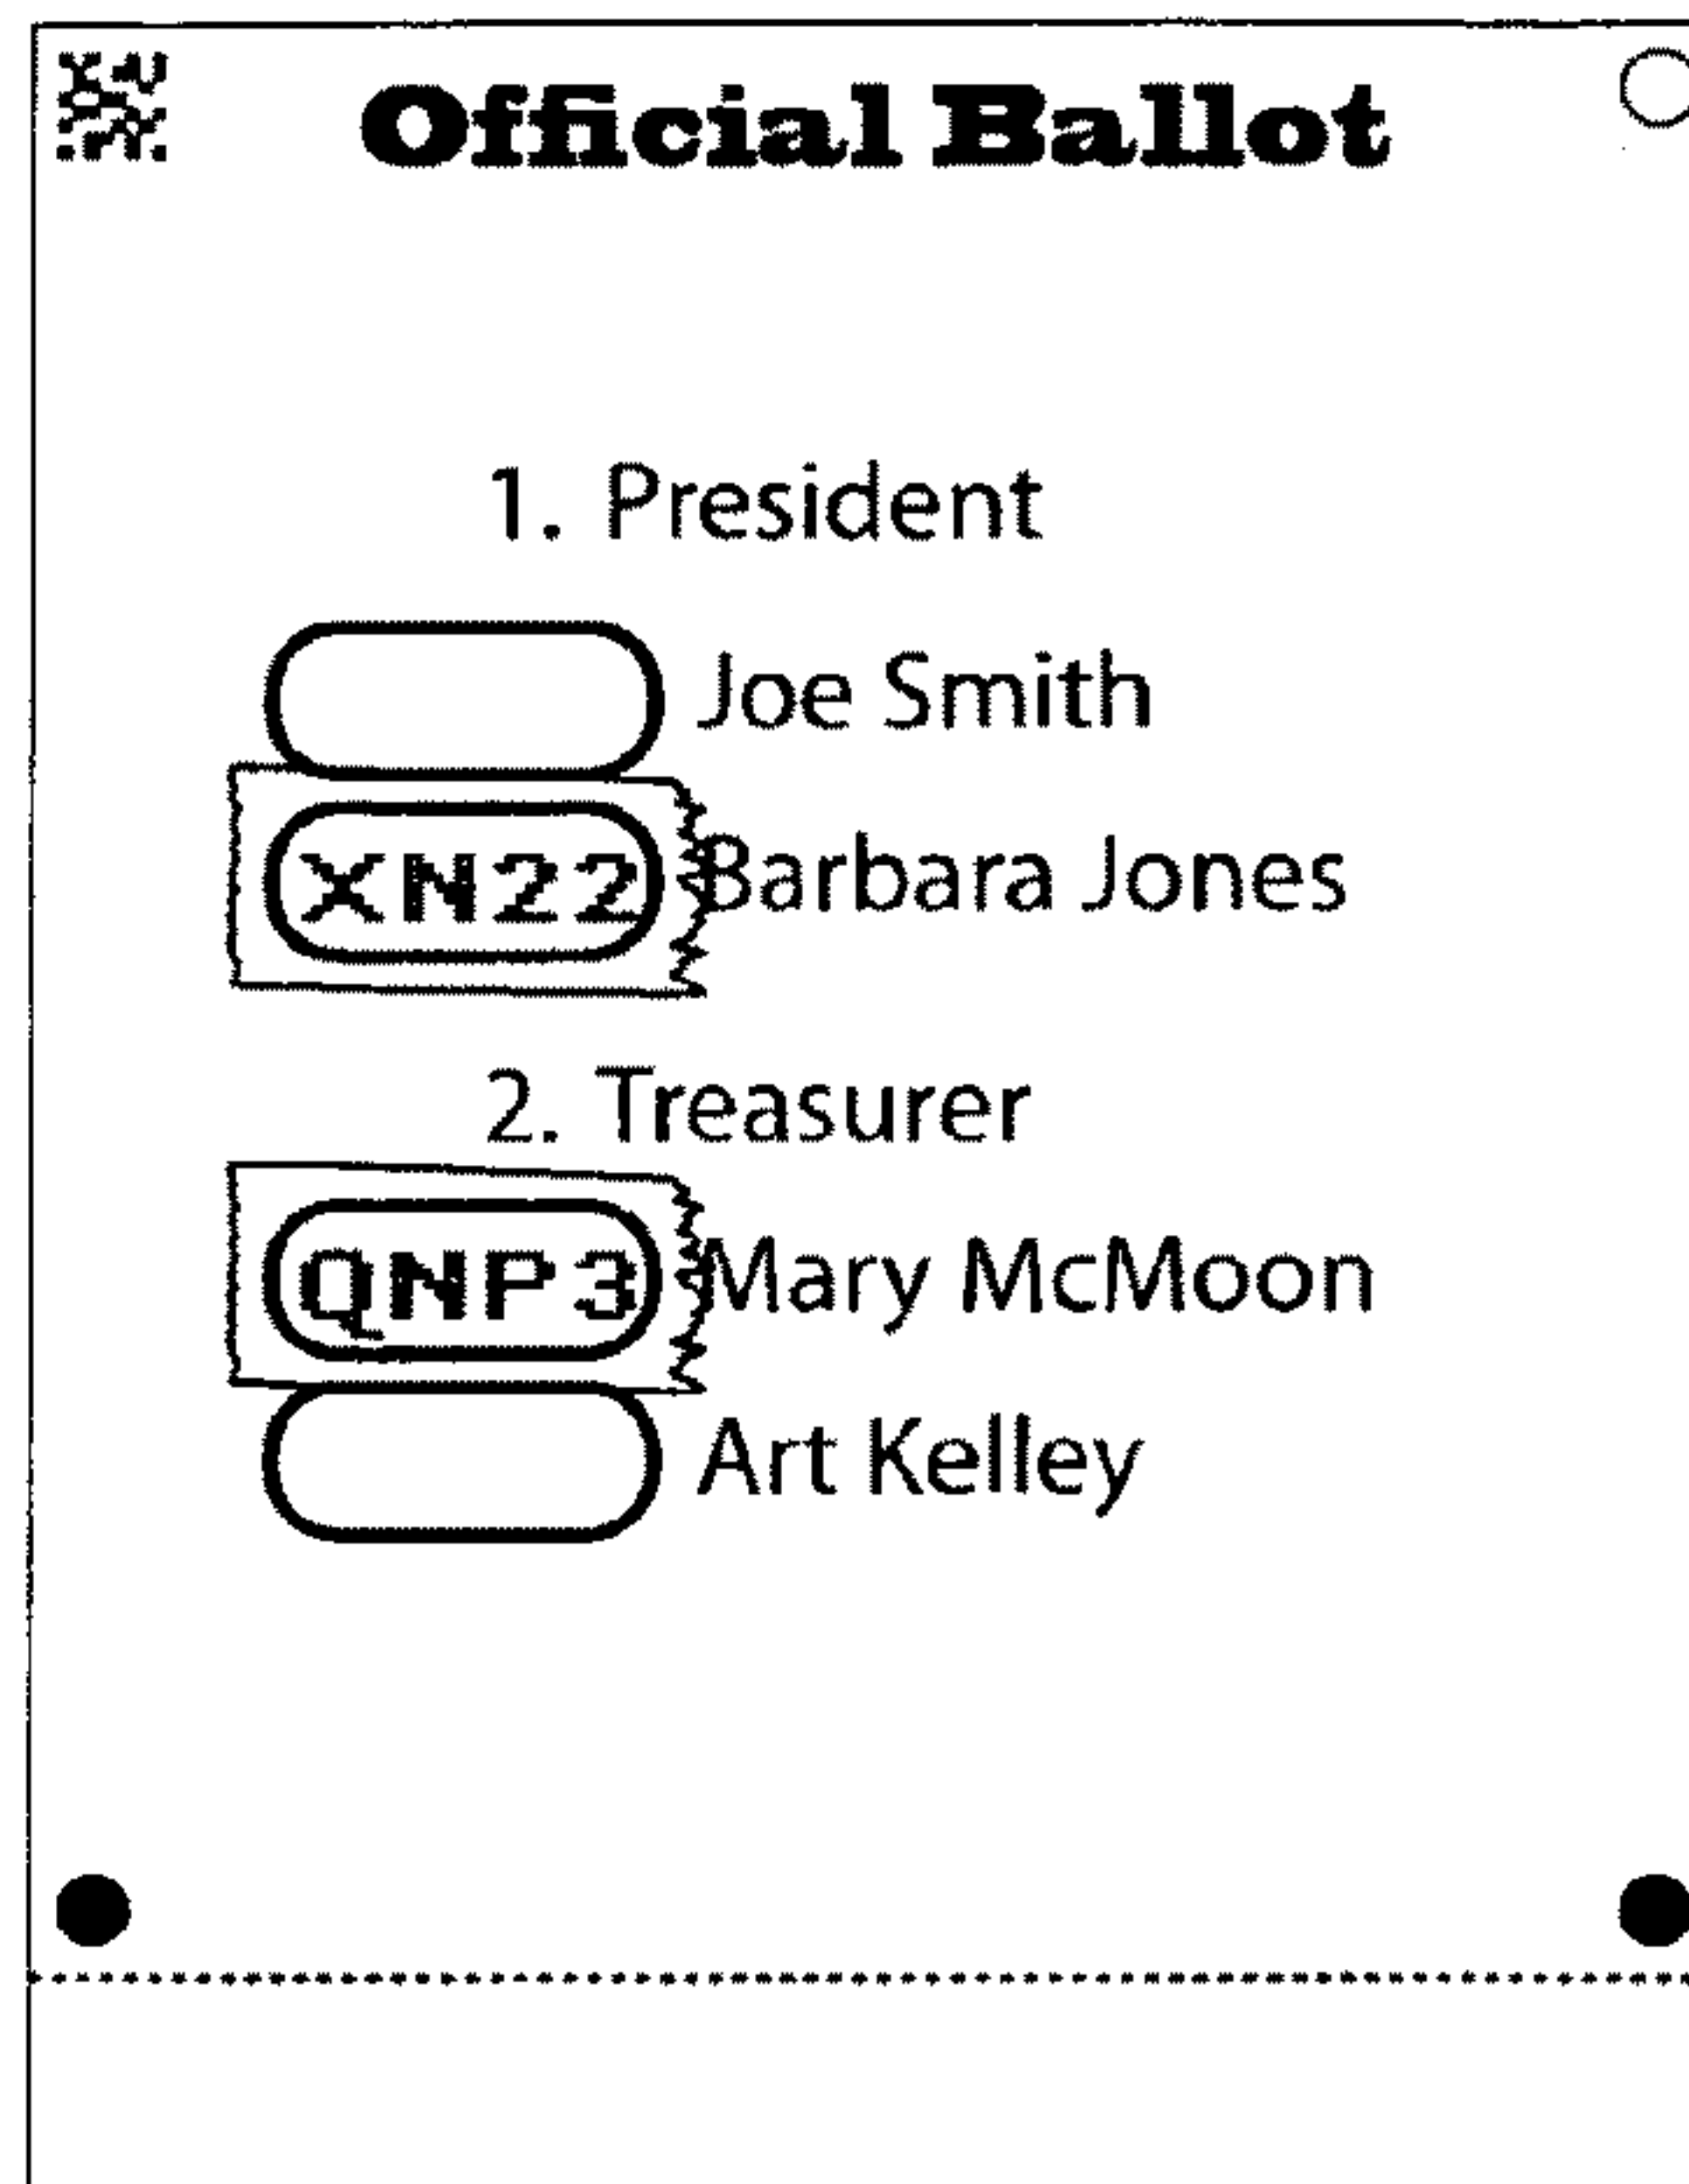 Official Ballot
1. President
Joe Smith
XN22 Barbara Jones
2. Treasurer
QNP3 Mary McMoon
Art Kelley